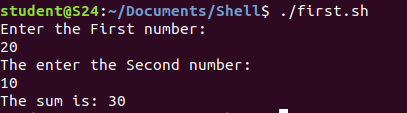 student@S24:~/Documents/Shell$ ./first.sh
Enter the First number:
20
The enter the Second number:
10
The sum is: 30